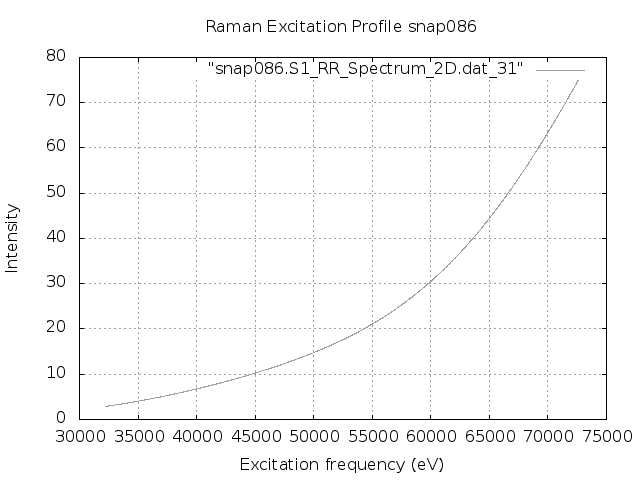 Raman Excitation Profile snap086
"snap086.S1_RR_Spectrum_2D.dat_31"
80
70
60
50
40
30
20
10
0
Intensity
30000 35000 40000 45000 50000 55000 60000 65000 70000 75000
Excitation frequency (eV)